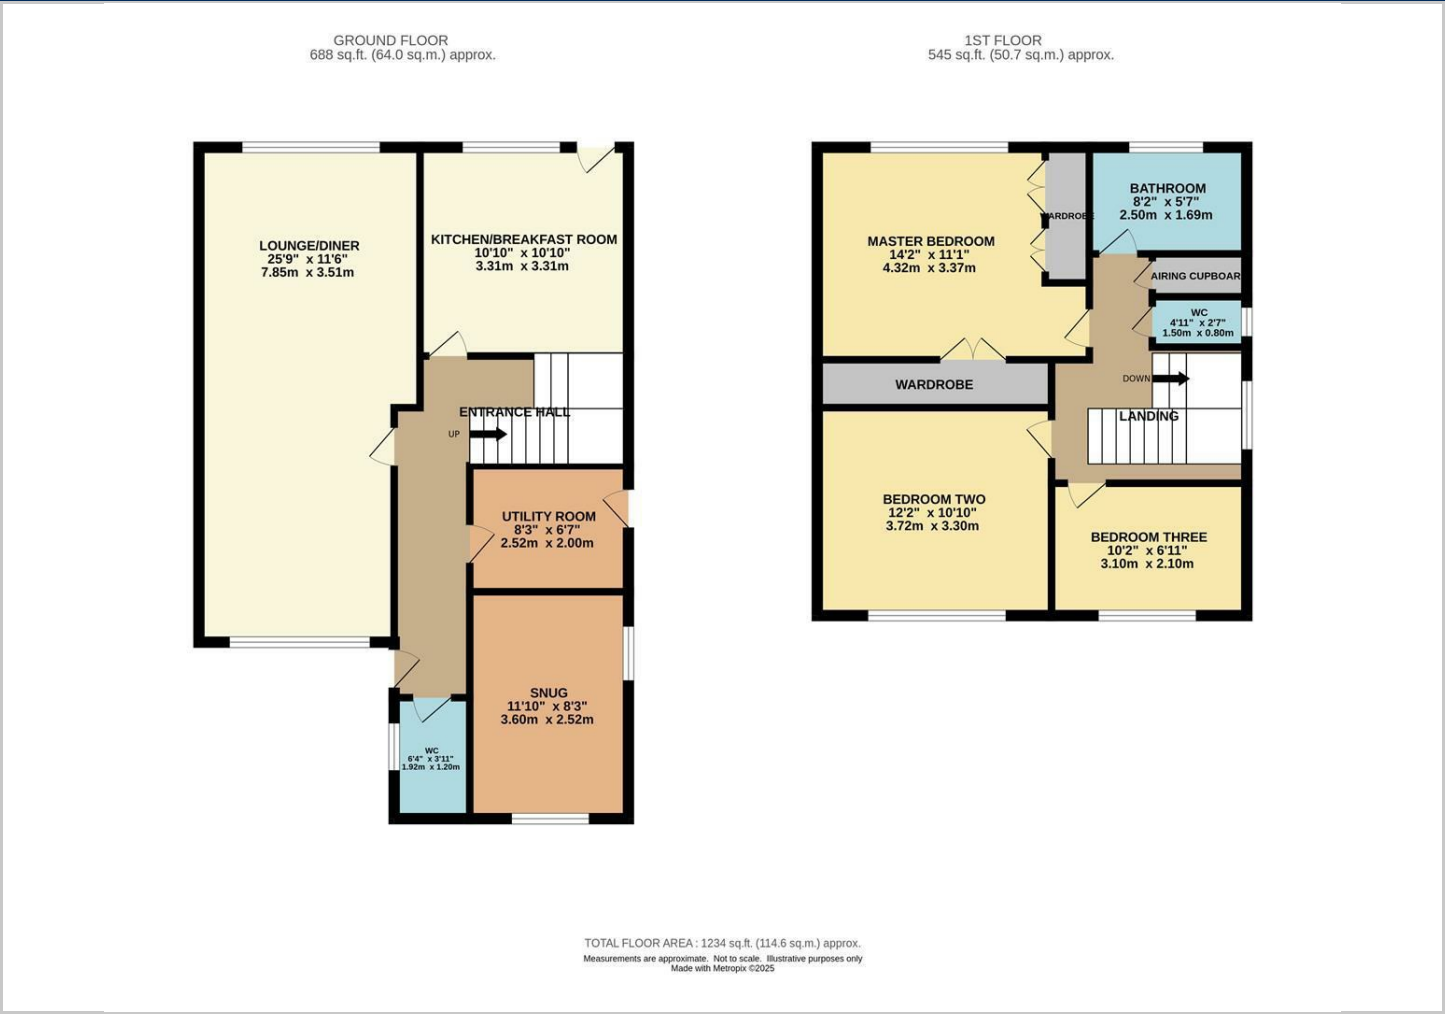 GROUND FLOOR
688 sq.ft. (64.0 sq.m.) approx.
1ST FLOOR
545 sq.ft. (50.7 sq.m.) approx.
LOUNGE/DINER
25'9" x 11'6"
7.85m x 3.51m
KITCHEN/BREAKFAST ROOM
10'10" x 10'10"
3.31m x 3.31m
ENTRANCE HALL
UP
UTILITY ROOM
8'3" x 6'7"
2.52m x 2.00m
SNUG
11'10" x 8'3"
3.60m x 2.52m
WC
6'4" x 3'11"
1.92m x 1.20m
MASTER BEDROOM
14'2" x 11'1"
4.32m x 3.37m
WARDROBE
BATHROOM
8'2" x 5'7"
2.50m x 1.69m
AIRING CUPBOAR
WC
4'11" x 2'7"
1.50m x 0.80m
DOWN
LANDING
WARDROBE
BEDROOM TWO
12'2" x 10'10"
3.72m x 3.30m
BEDROOM THREE
10'2" x 6'11"
3.10m x 2.10m
TOTAL FLOOR AREA : 1234 sq.ft. (114.6 sq.m.) approx.
Measurements are approximate. Not to scale. Illustrative purposes only
Made with Metropix ©2025